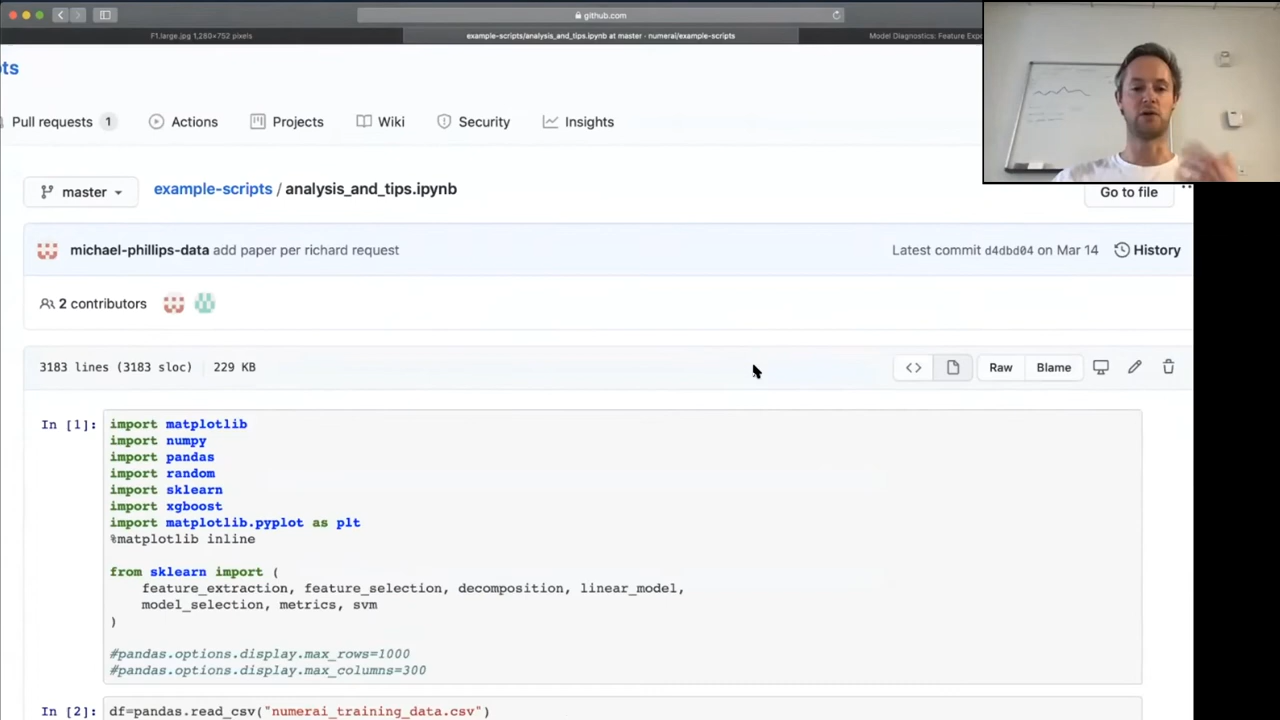 github.com
F1.large.jpg 1,280×752 pixels
example-scripts/analysis_and_tips.ipynb at master · numerai/example-scripts
Model Diagnostics: Feature Expo
ts
Pull requests 1
Actions
Projects
Wiki
Security
Insights
master
example-scripts / analysis_and_tips.ipynb
Go to file
michael-phillips-data add paper per richard request
Latest commit d4dbd04 on Mar 14
History
2 contributors
3183 lines (3183 sloc) | 229 KB
Raw
Blame
In [1]:
import matplotlib
import numpy
import pandas
import random
import sklearn
import xgboost
import matplotlib.pyplot as plt
%matplotlib inline
from sklearn import (
feature_extraction, feature_selection, decomposition, linear_model,
model_selection, metrics, svm
)
#pandas.options.display.max_rows=1000
#pandas.options.display.max_columns=300
In [2]: df=pandas.read_csv("numerai_training_data.csv")